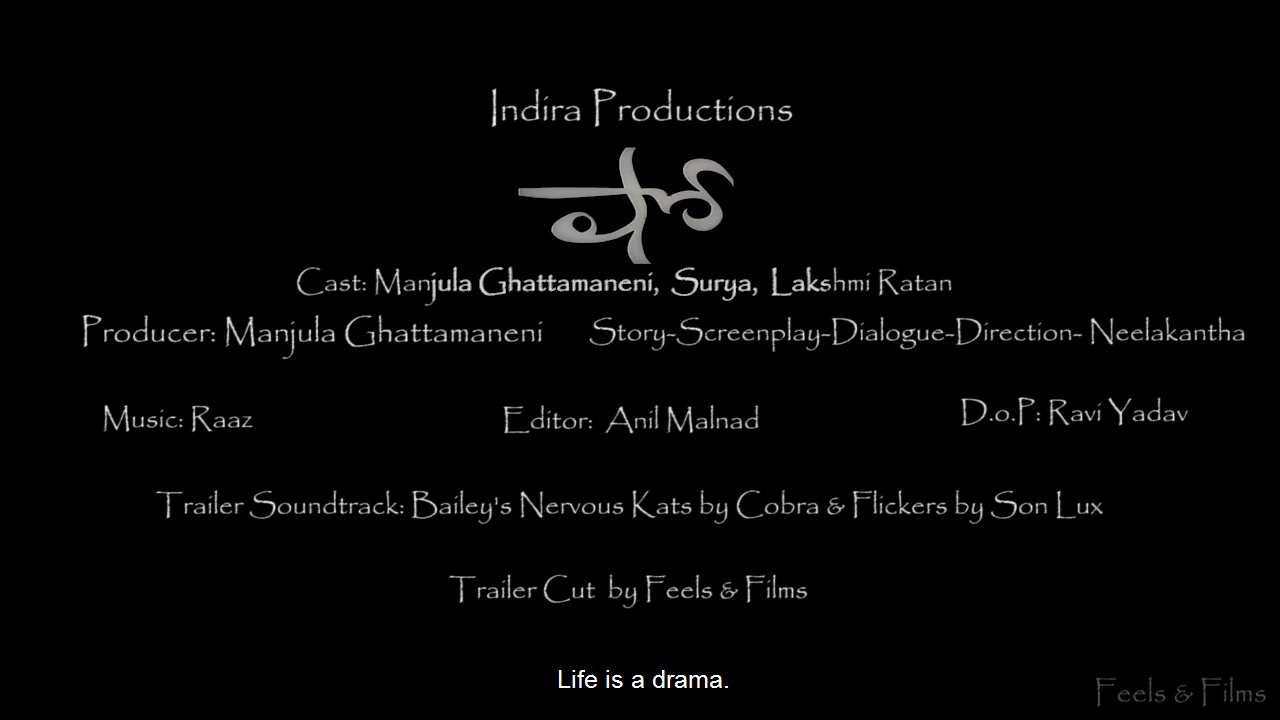 Indira Productions
షో
Cast: Manjula Ghattamaneni, Surya, Lakshmi Ratan
Producer: Manjula Ghattamaneni Story-Screenplay-Dialogue-Direction- Neelakantha
Music: Raaz Editor: Anil Malnad D.o.P: Ravi Yadav
Trailer Soundtrack: Bailey's Nervous Kats by Cobra & Flickers by Son Lux
Trailer Cut by Feels & Films
Life is a drama.
Feels & Films